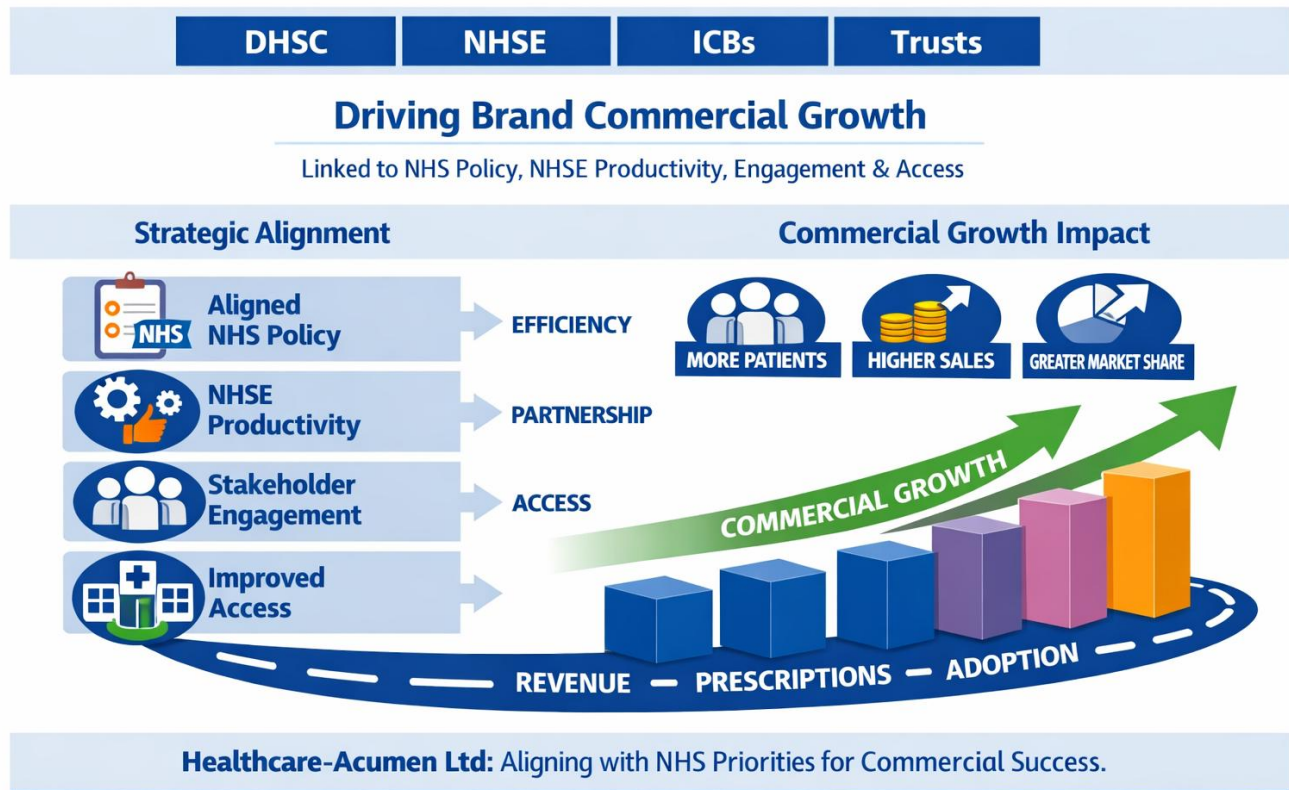 DHSC
NHSE
ICBs
Trusts
Driving Brand Commercial Growth
Linked to NHS Policy, NHSE Productivity, Engagement & Access
Strategic Alignment
Commercial Growth Impact
NHS
Aligned
NHS Policy
EFFICIENCY
NHSE
Productivity
PARTNERSHIP
Stakeholder
Engagement
ACCESS
Improved
Access
MORE PATIENTS
HIGHER SALES
GREATER MARKET SHARE
COMMERCIAL GROWTH
REVENUE — PRESCRIPTIONS — ADOPTION
Healthcare-Acumen Ltd: Aligning with NHS Priorities for Commercial Success.